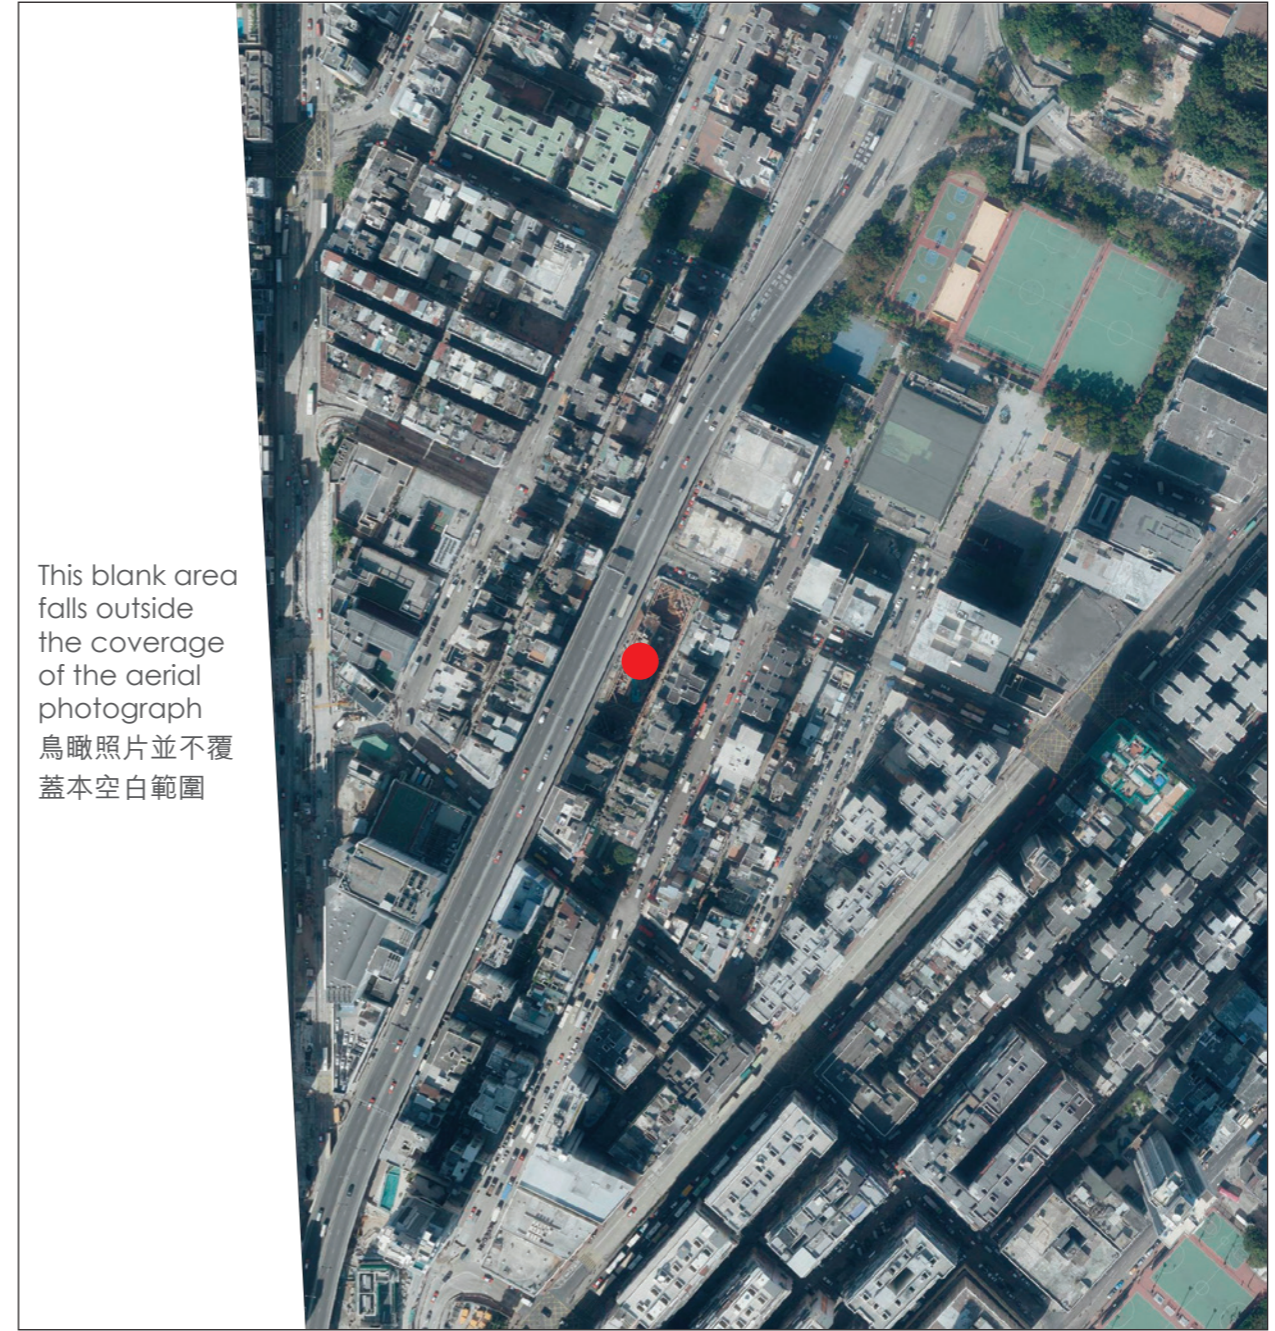 This blank area
falls outside
the coverage
of the aerial
photograph
鳥瞰照片並不覆
蓋本空白範圍